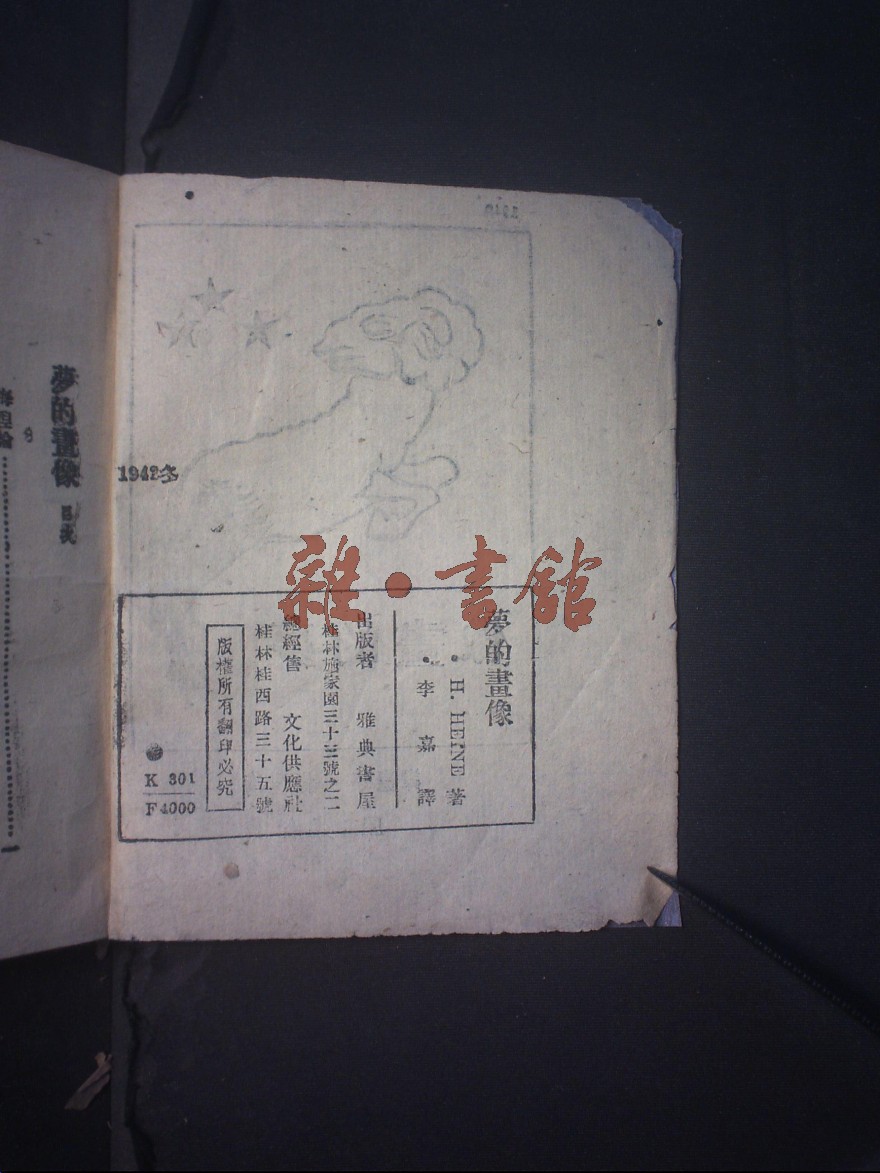 夢的畫像
• H. HEINE 著
• 李嘉譯
出版者 雅典書屋
桂林施家園三十三號之二
總經售 文化供應社
桂林桂西路三十五號
版權所有翻印必究
K 301
F 4000
1942冬
雜•書館
夢的畫像 目次